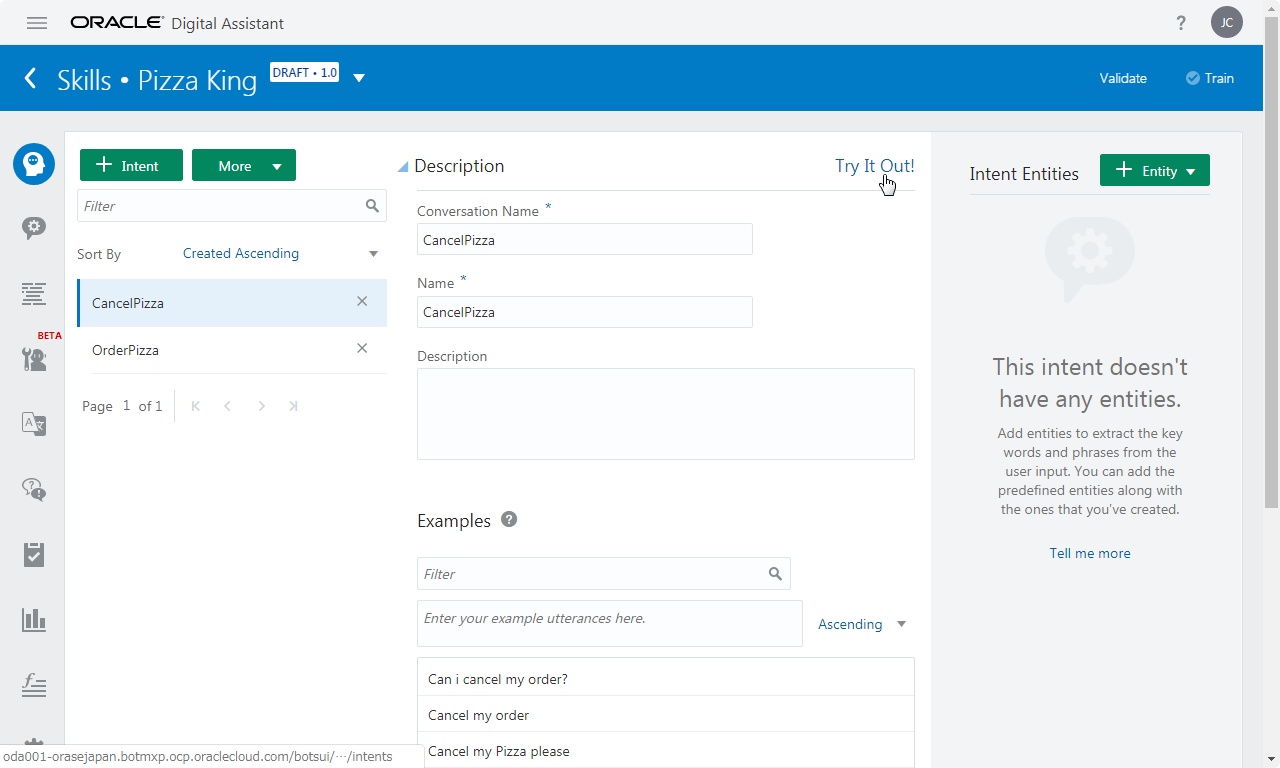 ORACLE Digital Assistant
?
JC
Skills • Pizza King
DRAFT • 1.0
Validate
Train
BETA
Intent
More
Filter
Sort By
Created Ascending
CancelPizza
OrderPizza
Page 1 of 1
Description
Try It Out!
Conversation Name *
CancelPizza
Name *
CancelPizza
Description
Examples ?
Filter
Enter your example utterances here.
Ascending
Can i cancel my order?
Cancel my order
Cancel my Pizza please
Intent Entities
Entity
This intent doesn't
have any entities.
Add entities to extract the key
words and phrases from the
user input. You can add the
predefined entities along with
the ones that you've created.
Tell me more
oda001-orasejapan.botmxp.ocp.oraclecloud.com/botsui/···/intents